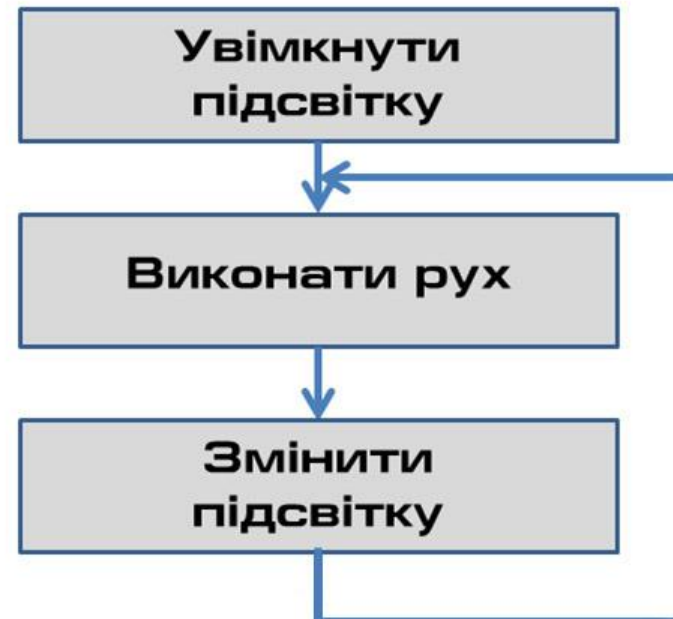 Увімкнути
підсвітку
Виконати рух
Змінити
підсвітку